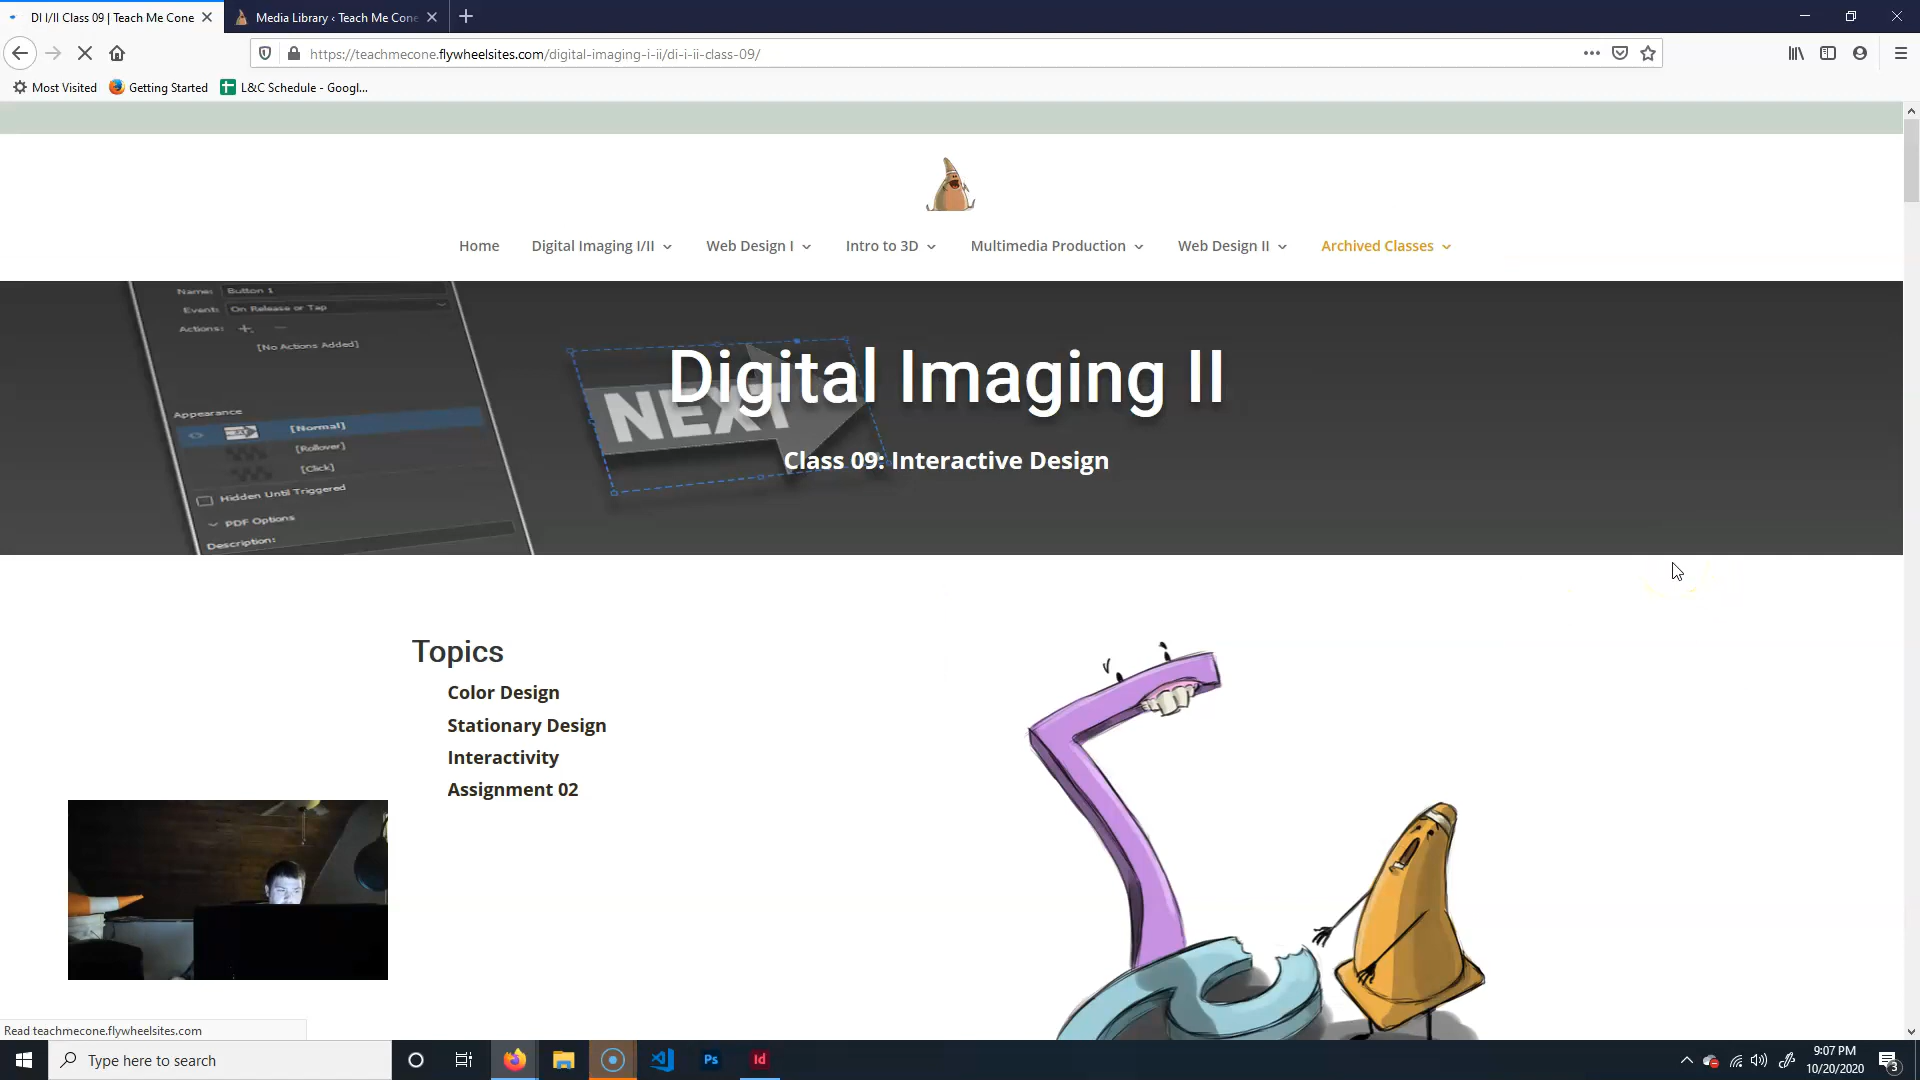 DI I/II Class 09 | Teach Me Cone
Media Library ‹ Teach Me Cone
https://teachmecone.flywheelsites.com/digital-imaging-i-ii/di-i-ii-class-09/
Most Visited
Getting Started
L&C Schedule - Googl...
Home
Digital Imaging I/II
Web Design I
Intro to 3D
Multimedia Production
Web Design II
Archived Classes
Name: Button 1
Event: On Release or Tap
Actions:
[No Actions Added]
Appearance
[Normal]
[Rollover]
[Click]
Hidden Until Triggered
PDF Options
Description:
NEXT
Digital Imaging II
Class 09: Interactive Design
Topics
Color Design
Stationary Design
Interactivity
Assignment 02
Read teachmecone.flywheelsites.com
Type here to search
Ps
Id
9:07 PM
10/20/2020
3